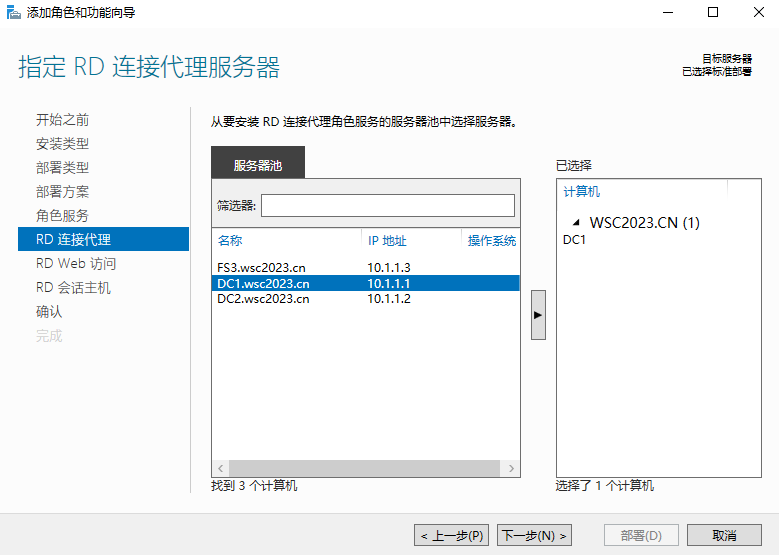 添加角色和功能向导
指定 RD 连接代理服务器
目标服务器
已选择标准部署
开始之前
安装类型
部署类型
部署方案
角色服务
RD 连接代理
RD Web 访问
RD 会话主机
确认
完成
从要安装 RD 连接代理角色服务的服务器池中选择服务器。
服务器池
筛选器:
名称 IP 地址 操作系统
FS3.wsc2023.cn 10.1.1.3
DC1.wsc2023.cn 10.1.1.1
DC2.wsc2023.cn 10.1.1.2
找到 3 个计算机
已选择
计算机
WSC2023.CN (1)
DC1
选择了 1 个计算机
< 上一步(P) 下一步(N) > 部署(D) 取消